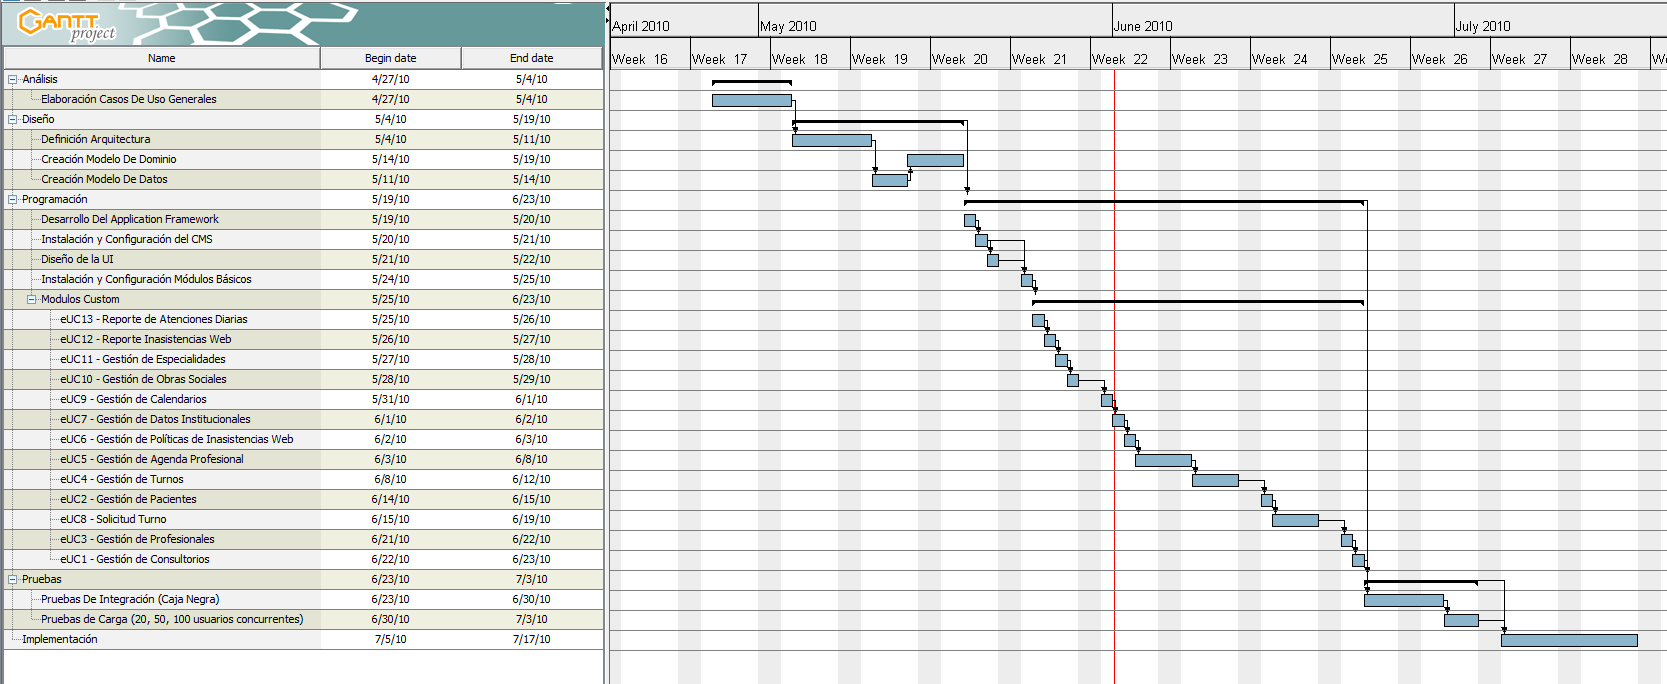 GANTT
project
April 2010 May 2010 June 2010 July 2010
Week 16 Week 17 Week 18 Week 19 Week 20 Week 21 Week 22 Week 23 Week 24 Week 25 Week 26 Week 27 Week 28
Name Begin date End date
Análisis 4/27/10 5/4/10
Elaboración Casos De Uso Generales 4/27/10 5/4/10
Diseño 5/4/10 5/19/10
Definición Arquitectura 5/4/10 5/11/10
Creación Modelo De Dominio 5/14/10 5/19/10
Creación Modelo De Datos 5/11/10 5/14/10
Programación 5/19/10 6/23/10
Desarrollo Del Application Framework 5/19/10 5/20/10
Instalación y Configuración del CMS 5/20/10 5/21/10
Diseño de la UI 5/21/10 5/22/10
Instalación y Configuración Módulos Básicos 5/24/10 5/25/10
Modulos Custom 5/25/10 6/23/10
eUC13 - Reporte de Atenciones Diarias 5/25/10 5/26/10
eUC12 - Reporte Inasistencias Web 5/26/10 5/27/10
eUC11 - Gestión de Especialidades 5/27/10 5/28/10
eUC10 - Gestión de Obras Sociales 5/28/10 5/29/10
eUC9 - Gestión de Calendarios 5/31/10 6/1/10
eUC7 - Gestión de Datos Institucionales 6/1/10 6/2/10
eUC6 - Gestión de Políticas de Inasistencias Web 6/2/10 6/3/10
eUC5 - Gestión de Agenda Profesional 6/3/10 6/8/10
eUC4 - Gestión de Turnos 6/8/10 6/12/10
eUC2 - Gestión de Pacientes 6/14/10 6/15/10
eUC8 - Solicitud Turno 6/15/10 6/19/10
eUC3 - Gestión de Profesionales 6/21/10 6/22/10
eUC1 - Gestión de Consultorios 6/22/10 6/23/10
Pruebas 6/23/10 7/3/10
Pruebas De Integración (Caja Negra) 6/23/10 6/30/10
Pruebas de Carga (20, 50, 100 usuarios concurrentes) 6/30/10 7/3/10
Implementación 7/5/10 7/17/10